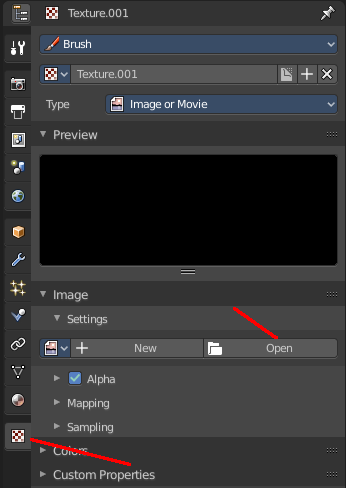 Texture.001
Brush
Texture.001
Type Image or Movie
Preview
Image
Settings
New Open
Alpha
Mapping
Sampling
Colors
Custom Properties